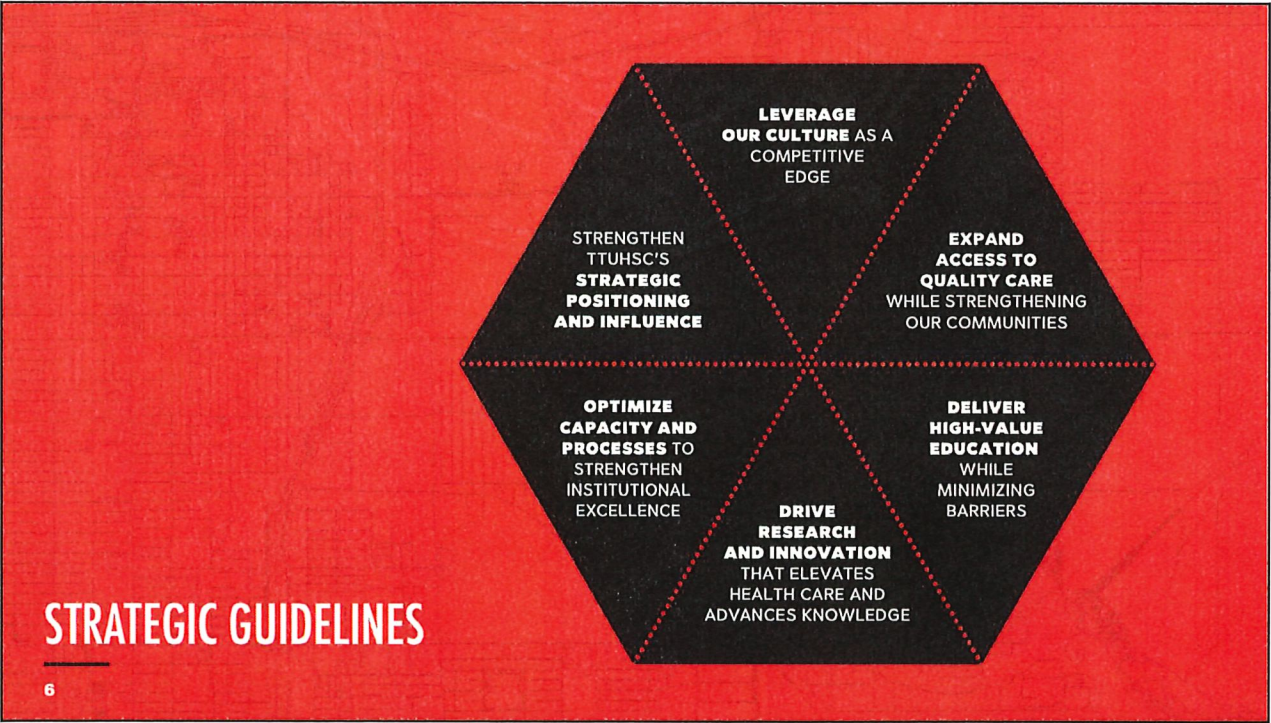 LEVERAGE
OUR CULTURE AS A
COMPETITIVE
EDGE
EXPAND
ACCESS TO
QUALITY CARE
WHILE STRENGTHENING
OUR COMMUNITIES
DELIVER
HIGH-VALUE
EDUCATION
WHILE
MINIMIZING
BARRIERS
DRIVE
RESEARCH
AND INNOVATION
THAT ELEVATES
HEALTH CARE AND
ADVANCES KNOWLEDGE
OPTIMIZE
CAPACITY AND
PROCESSES TO
STRENGTHEN
INSTITUTIONAL
EXCELLENCE
STRENGTHEN
TTUHSC'S
STRATEGIC
POSITIONING
AND INFLUENCE
STRATEGIC GUIDELINES
6